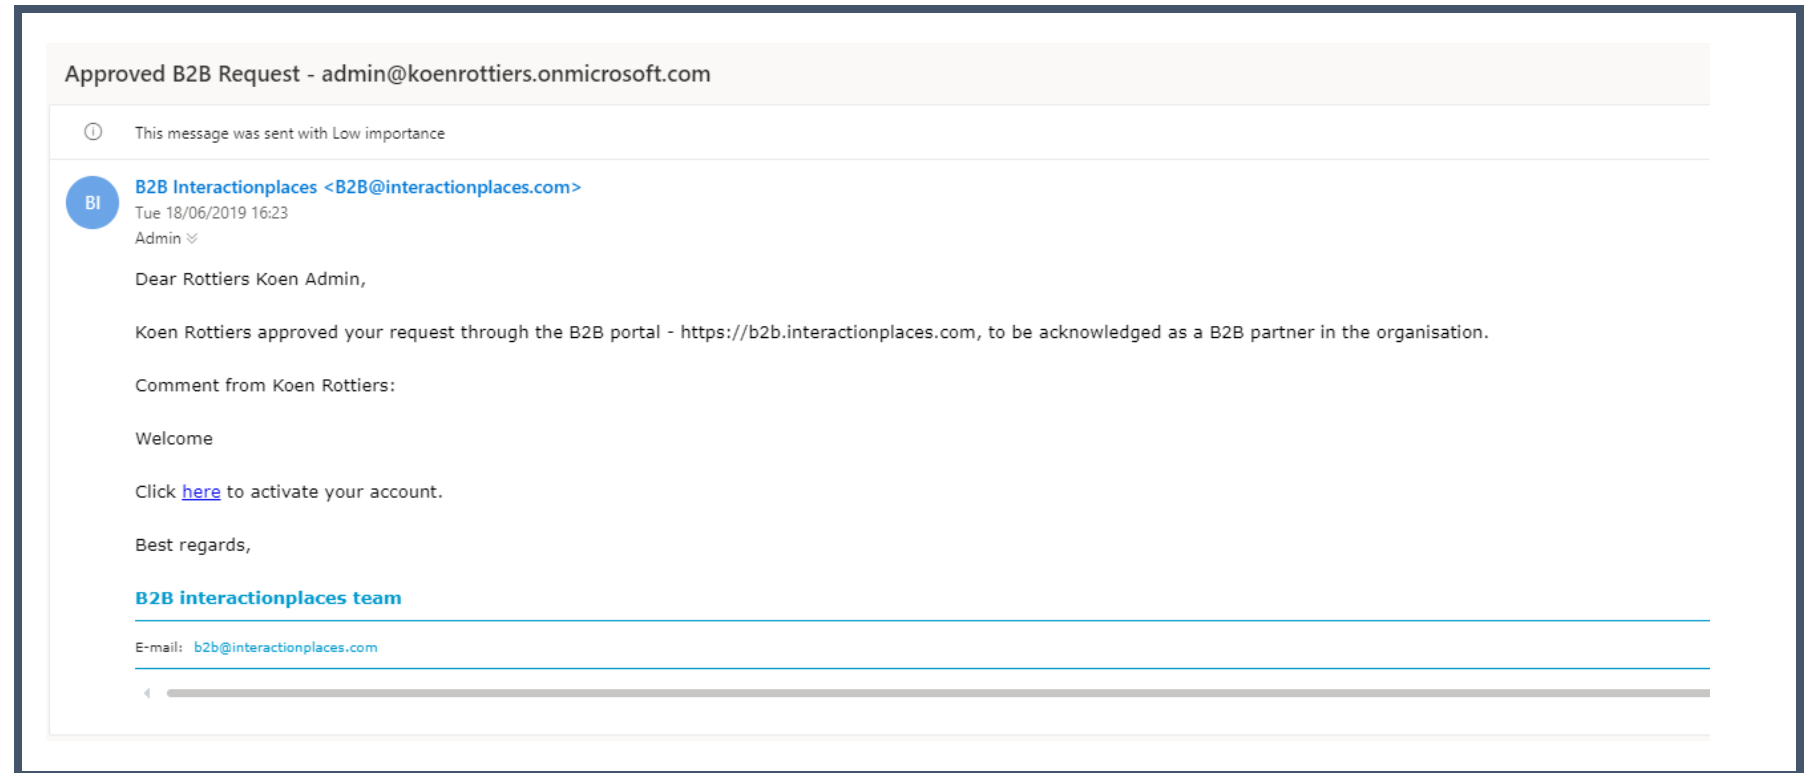 Approved B2B Request - admin@koenrottiers.onmicrosoft.com
This message was sent with Low importance
BI
B2B Interactionplaces <B2B@interactionplaces.com>
Tue 18/06/2019 16:23
Admin
Dear Rottiers Koen Admin,
Koen Rottiers approved your request through the B2B portal - https://b2b.interactionplaces.com, to be acknowledged as a B2B partner in the organisation.
Comment from Koen Rottiers:
Welcome
Click here to activate your account.
Best regards,
B2B interactionplaces team
E-mail: b2b@interactionplaces.com